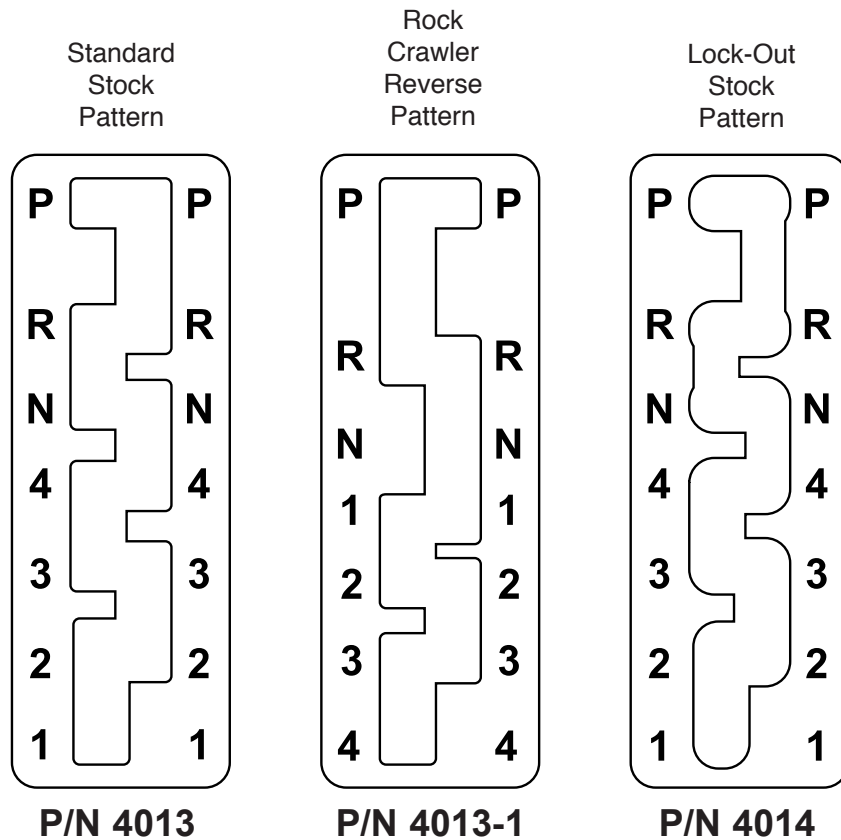 Standard
Stock
Pattern
P P
R R
N N
4 4
3 3
2 2
1 1
P/N 4013
Rock
Crawler
Reverse
Pattern
P P
R R
N N
1 1
2 2
3 3
4 4
P/N 4013-1
Lock-Out
Stock
Pattern
P P
R R
N N
4 4
3 3
2 2
1 1
P/N 4014